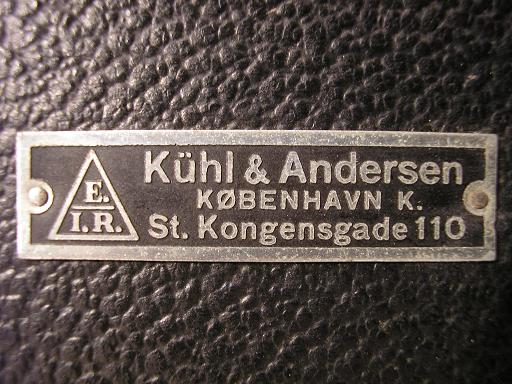 E.
I.R.
Kühl & Andersen
KØBENHAVN K.
St. Kongensgade 110